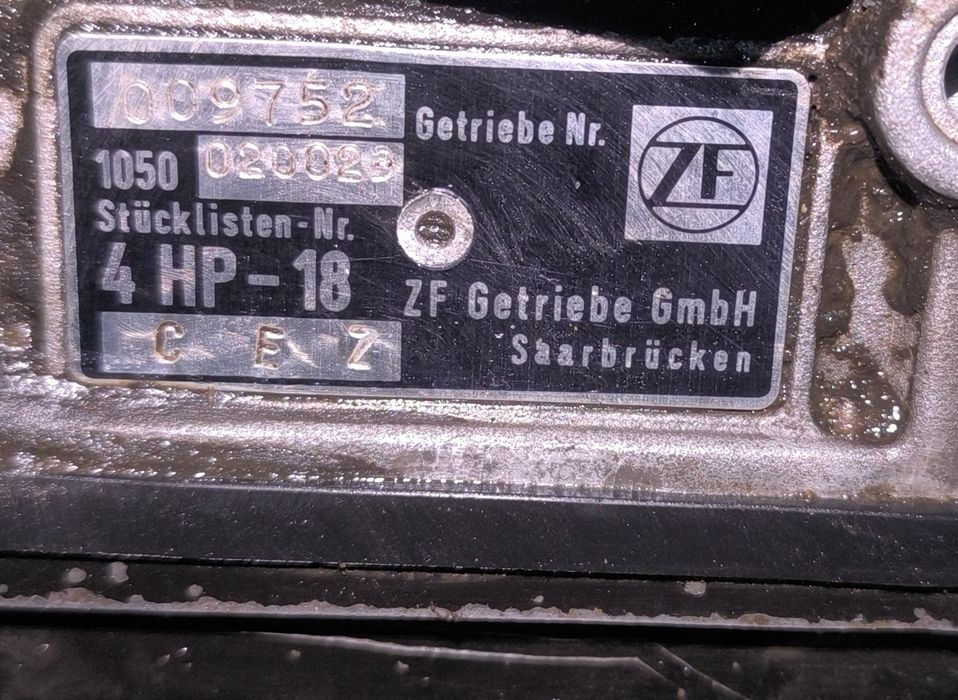 009752 Getriebe Nr.
ZF
1050 020023
Stücklisten-Nr.
4 HP-18
ZF Getriebe GmbH
Saarbrücken
C E Z